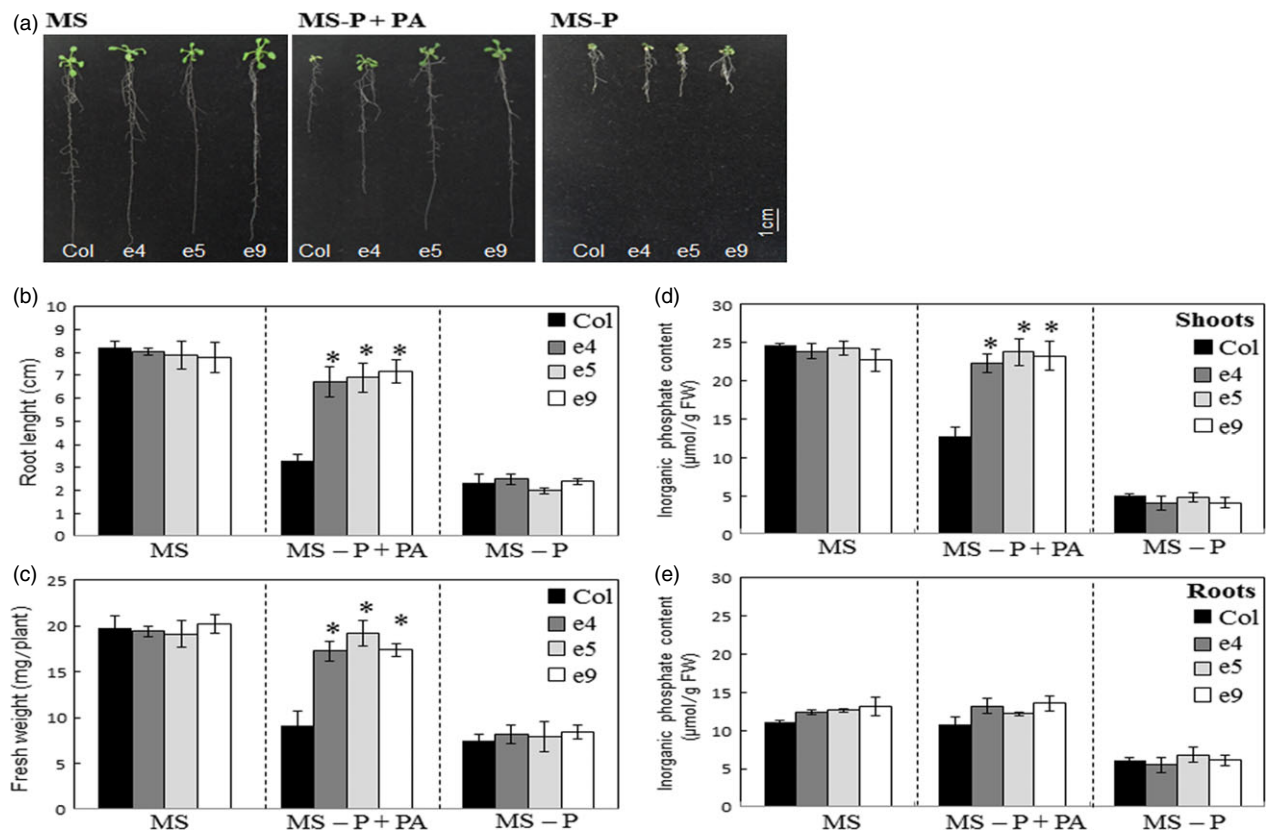 (a) MS MS-P + PA MS-P
Col e4 e5 e9 Col e4 e5 e9 Col e4 e5 e9
1cm
(b)
Root lenght (cm)
10
9
8
7
6
5
4
3
2
1
0
* * *
Col
e4
e5
e9
MS MS – P + PA MS – P
(c)
Fresh weight (mg/plant)
25
20
15
10
5
0
* * *
Col
e4
e5
e9
MS MS – P + PA MS – P
(d)
Inorganic phosphate content
(µmol/g FW)
30
25
20
15
10
5
0
* * *
Shoots
Col
e4
e5
e9
MS MS – P + PA MS – P
(e)
Inorganic phosphate content
(µmol/g FW)
30
25
20
15
10
5
0
Roots
Col
e4
e5
e9
MS MS – P + PA MS – P